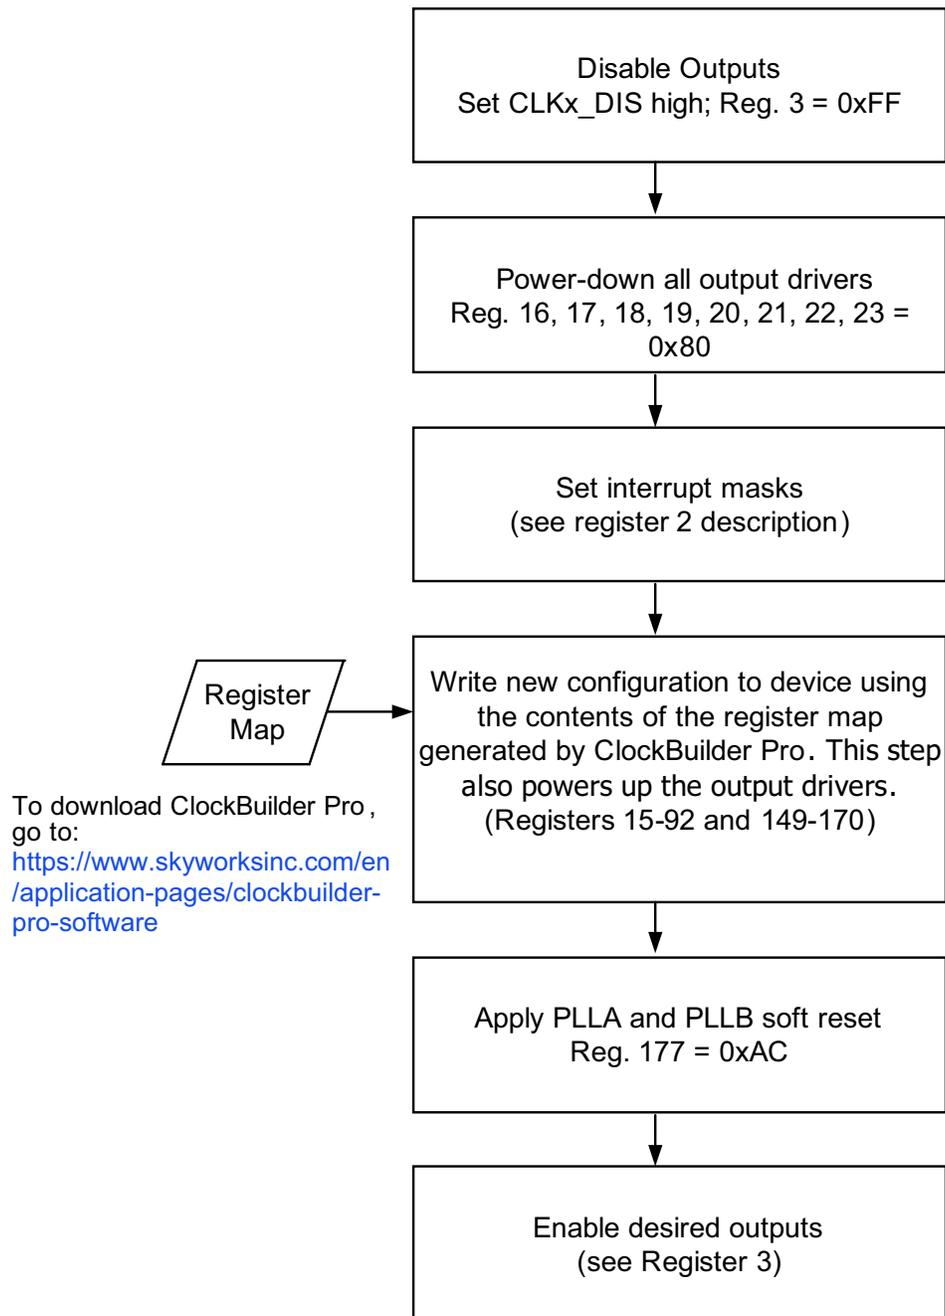 Disable Outputs
Set CLKx_DIS high; Reg. 3 = 0xFF
Power-down all output drivers
Reg. 16, 17, 18, 19, 20, 21, 22, 23 =
0x80
Set interrupt masks
(see register 2 description)
Register
Map
Write new configuration to device using
the contents of the register map
generated by ClockBuilder Pro. This step
also powers up the output drivers.
(Registers 15-92 and 149-170)
To download ClockBuilder Pro,
go to:
https://www.skyworksinc.com/en
/application-pages/clockbuilder-
pro-software
Apply PLLA and PLLB soft reset
Reg. 177 = 0xAC
Enable desired outputs
(see Register 3)